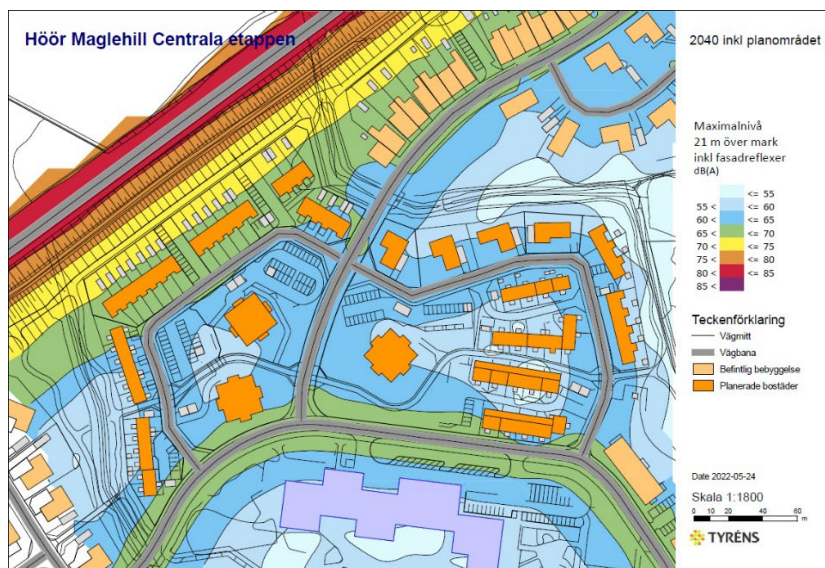 Höör Maglehill Centrala etappen
2040 inkl planområdet
Maximalnivå
21 m över mark
inkl fasadreflexer
dB(A)
<= 55
55 < <= 60
60 < <= 65
65 < <= 70
70 < <= 75
75 < <= 80
80 < <= 85
85 <
Teckenförklaring
Vägmitt
Vägbana
Befintlig bebyggelse
Planerade bostäder
Date 2022-05-24
Skala 1:1800
0 10 20 40 60
m
TYRÉNS